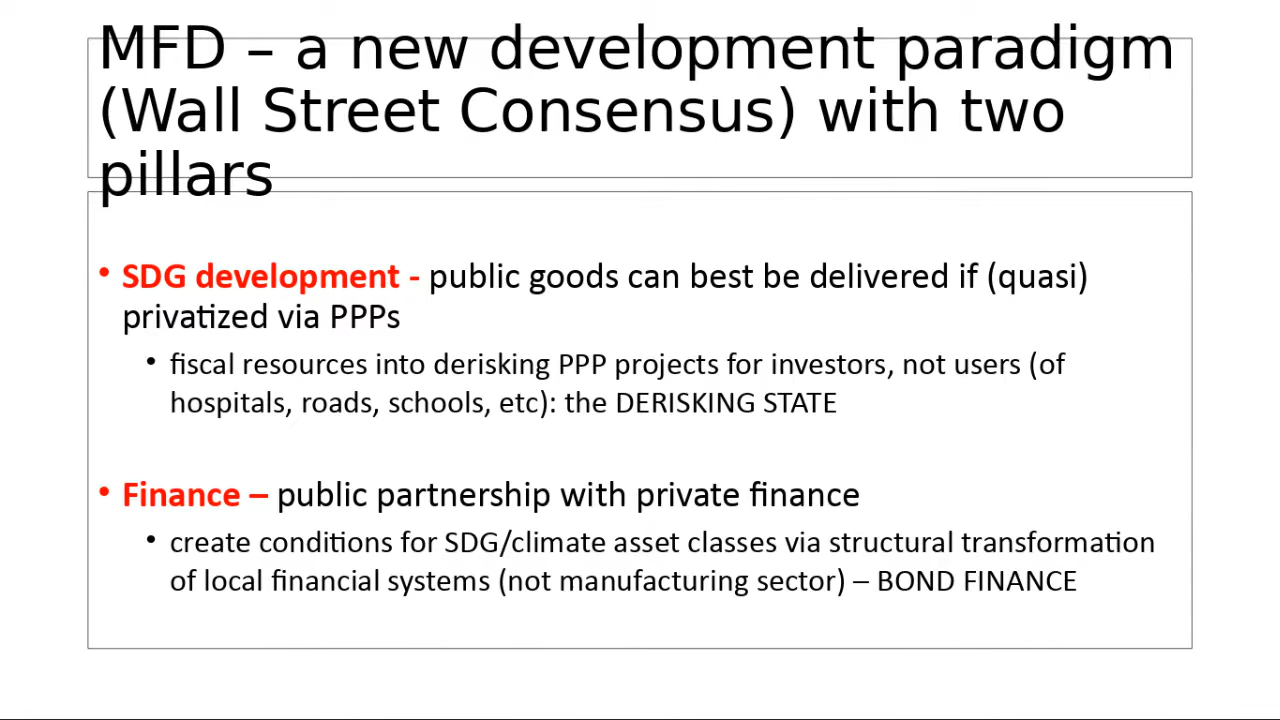 MFD – a new development paradigm
(Wall Street Consensus) with two
pillars
• SDG development - public goods can best be delivered if (quasi)
privatized via PPPs
• fiscal resources into derisking PPP projects for investors, not users (of
hospitals, roads, schools, etc): the DERISKING STATE
• Finance – public partnership with private finance
• create conditions for SDG/climate asset classes via structural transformation
of local financial systems (not manufacturing sector) – BOND FINANCE